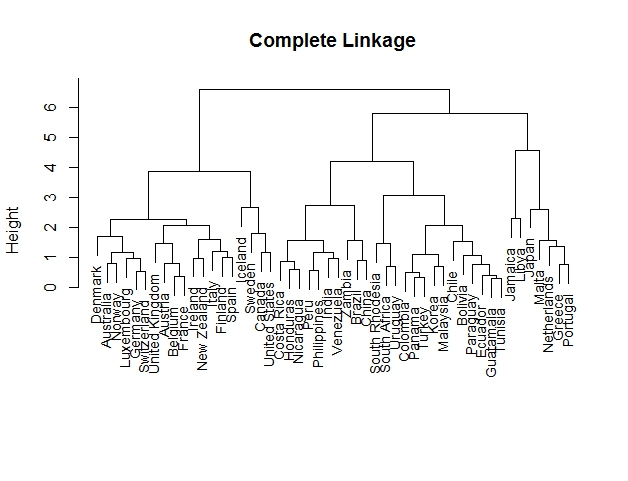 Complete Linkage
Height
0
1
2
3
4
5
6
Denmark
Australia
Norway
Luxembourg
Germany
Switzerland
United Kingdom
Austria
Belgium
France
Ireland
New Zealand
Italy
Finland
Spain
Iceland
Sweden
Canada
United States
Costa Rica
Honduras
Nicaragua
Peru
Philippines
India
Venezuela
Zambia
Brazil
China
South Rhodesia
South Africa
Uruguay
Colombia
Panama
Turkey
Korea
Malaysia
Chile
Bolivia
Paraguay
Ecuador
Guatamala
Tunisia
Jamaica
Libya
Japan
Malta
Netherlands
Greece
Portugal